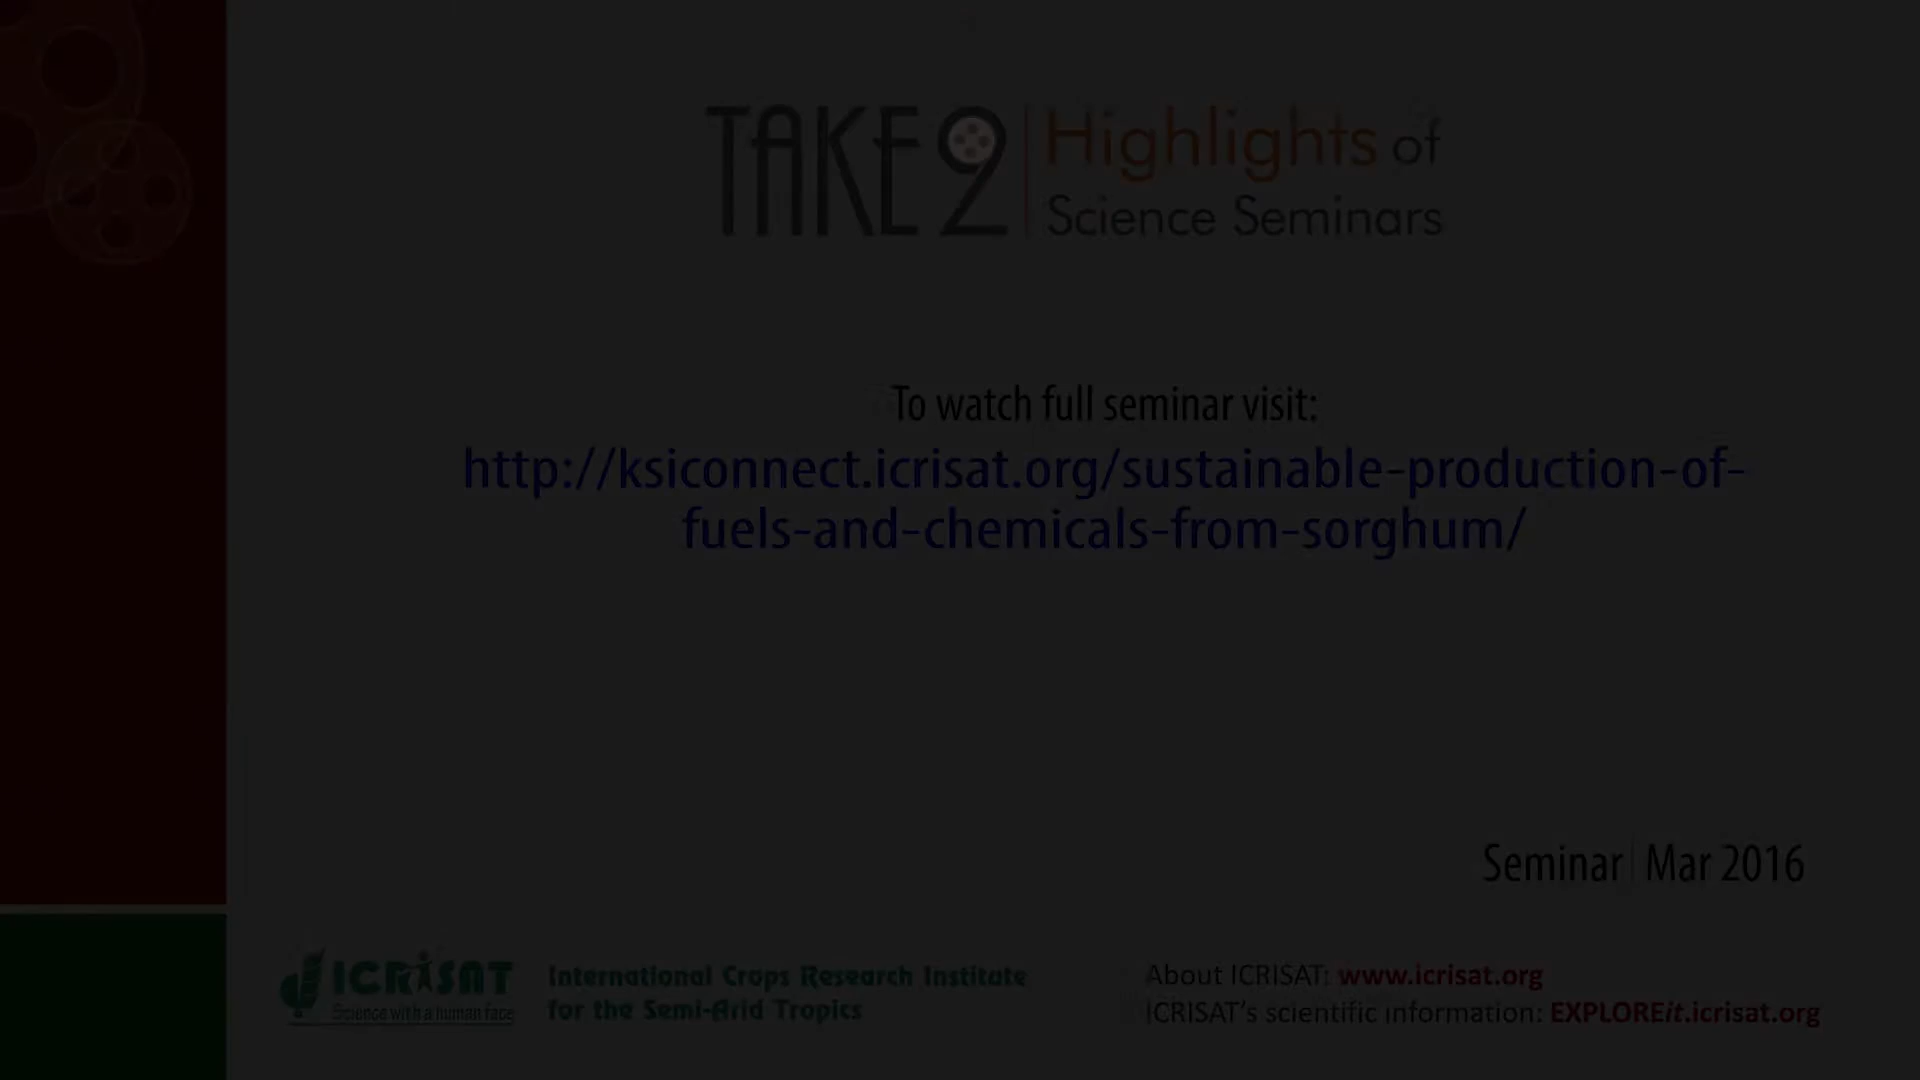 TAKE 2 Highlights of
Science Seminars
To watch full seminar visit:
http://ksiconnect.icrisat.org/sustainable-production-of-
fuels-and-chemicals-from-sorghum/
Seminar | Mar 2016
ICRISAT
Science with a human face
International Crops Research Institute
for the Semi-Arid Tropics
About ICRISAT: www.icrisat.org
ICRISAT's scientific information: EXPLOREit.icrisat.org